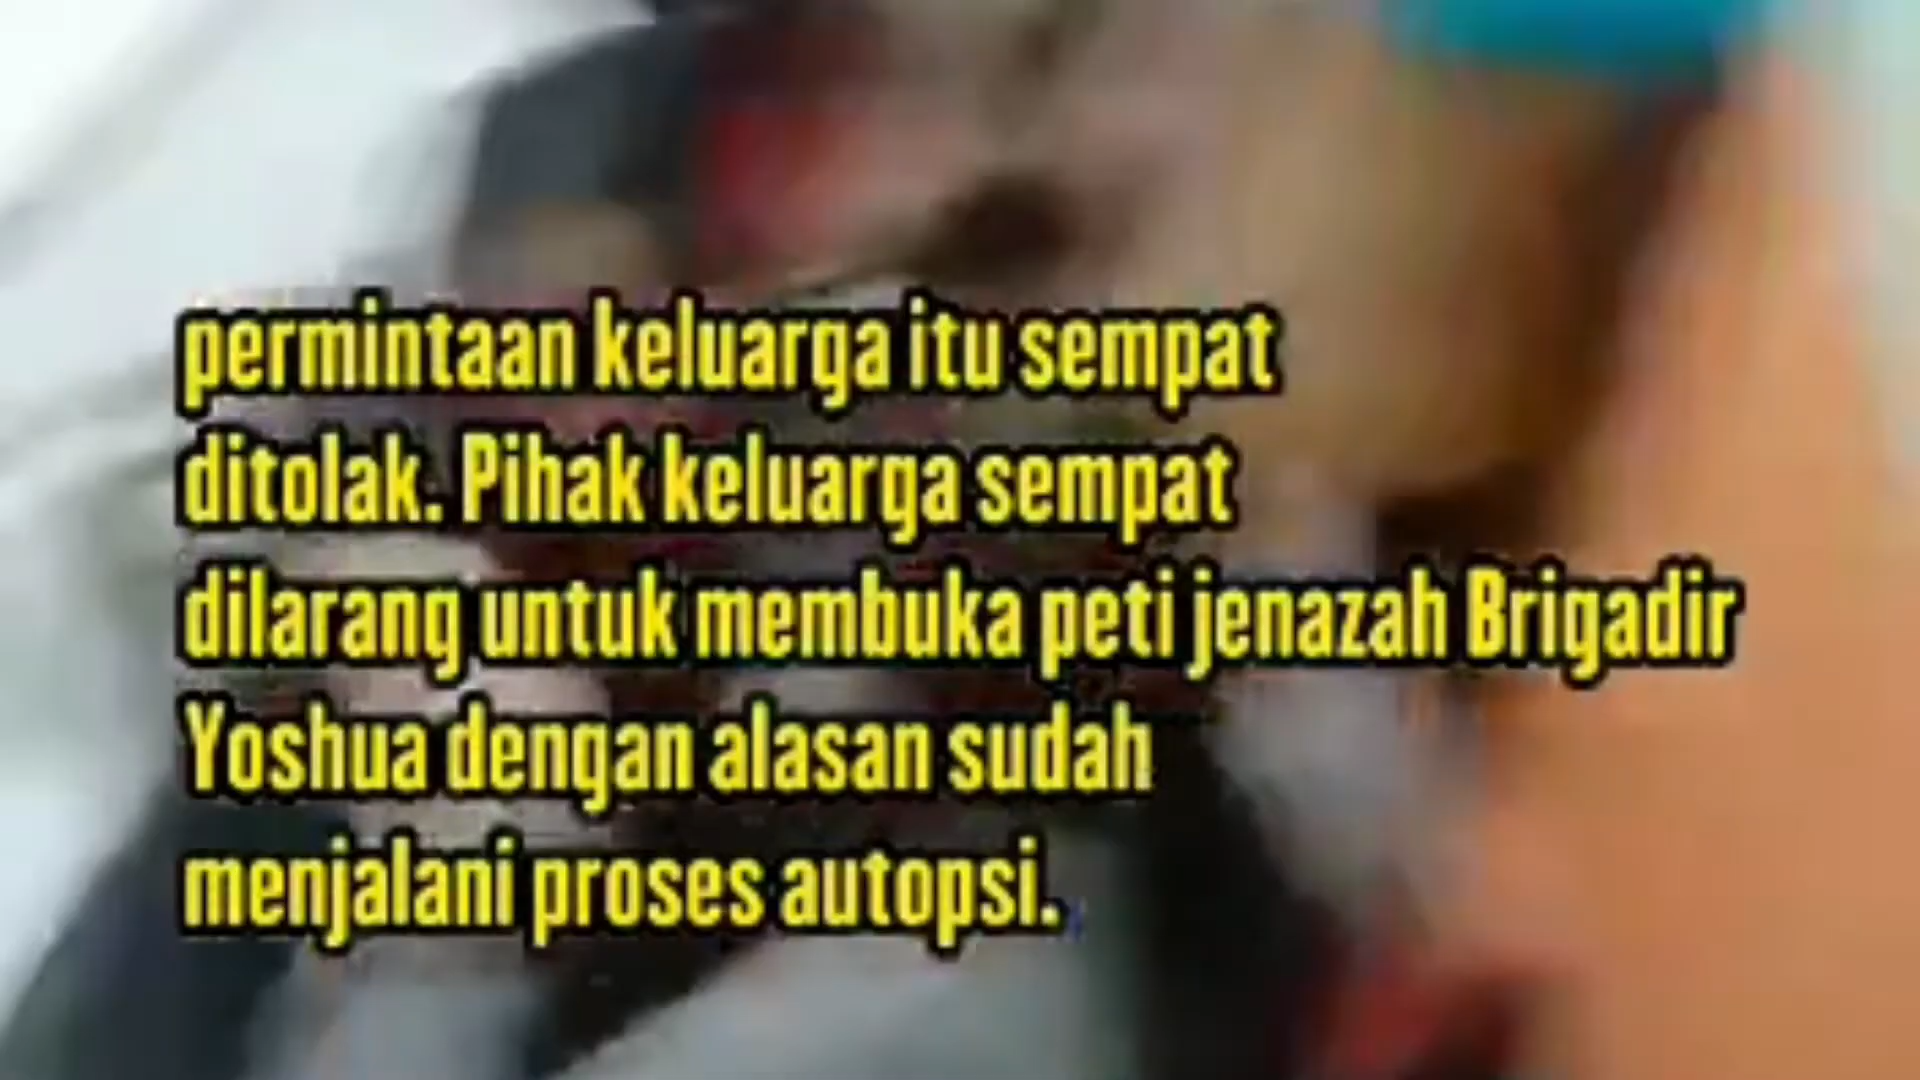 permintaan keluarga itu sempat
ditolak. Pihak keluarga sempat
dilarang untuk membuka peti jenazah Brigadir
Yoshua dengan alasan sudah
menjalani proses autopsi.